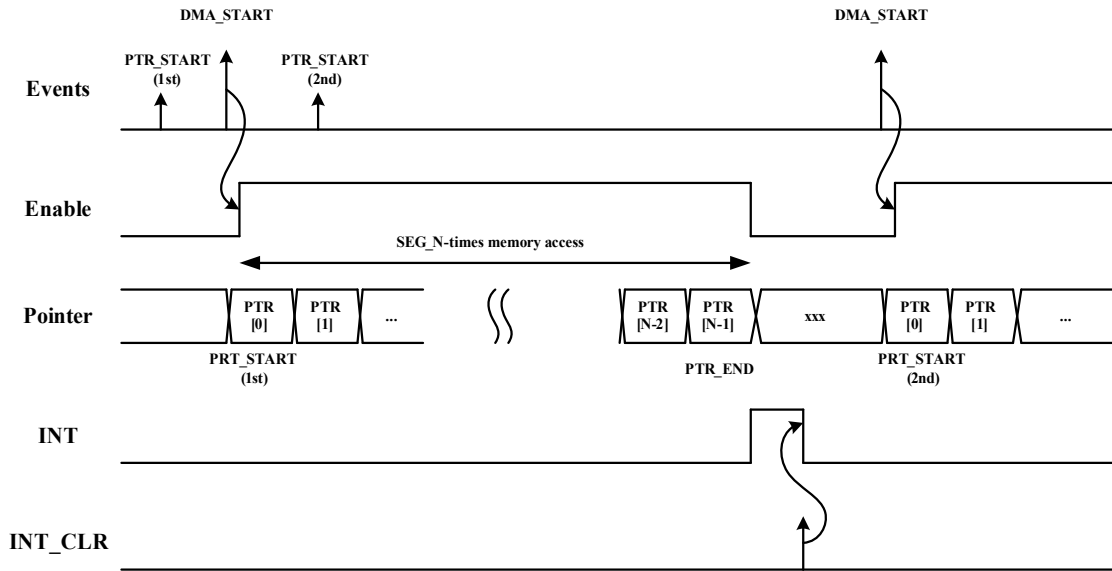 DMA_START
DMA_START
PTR_START
(1st)
PTR_START
(2nd)
Events
Enable
SEG_N-times memory access
Pointer
PTR
[0]
PTR
[1]
...
PTR
[N-2]
PTR
[N-1]
xxx
PTR
[0]
PTR
[1]
...
PRT_START
(1st)
PTR_END
PRT_START
(2nd)
INT
INT_CLR